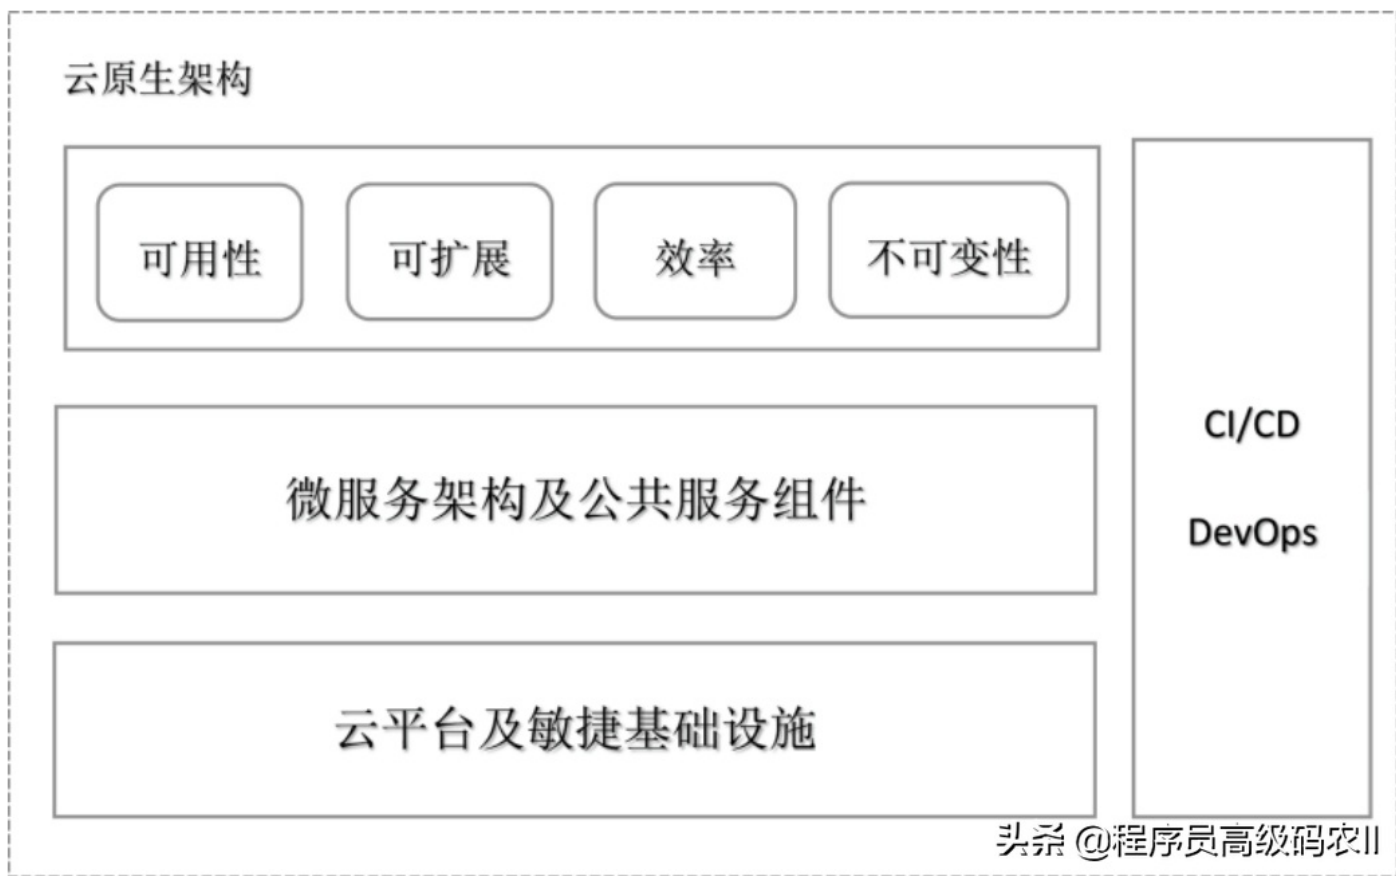 云原生架构
可用性
可扩展
效率
不可变性
CI/CD
DevOps
微服务架构及公共服务组件
云平台及敏捷基础设施
头条 @程序员高级码农II